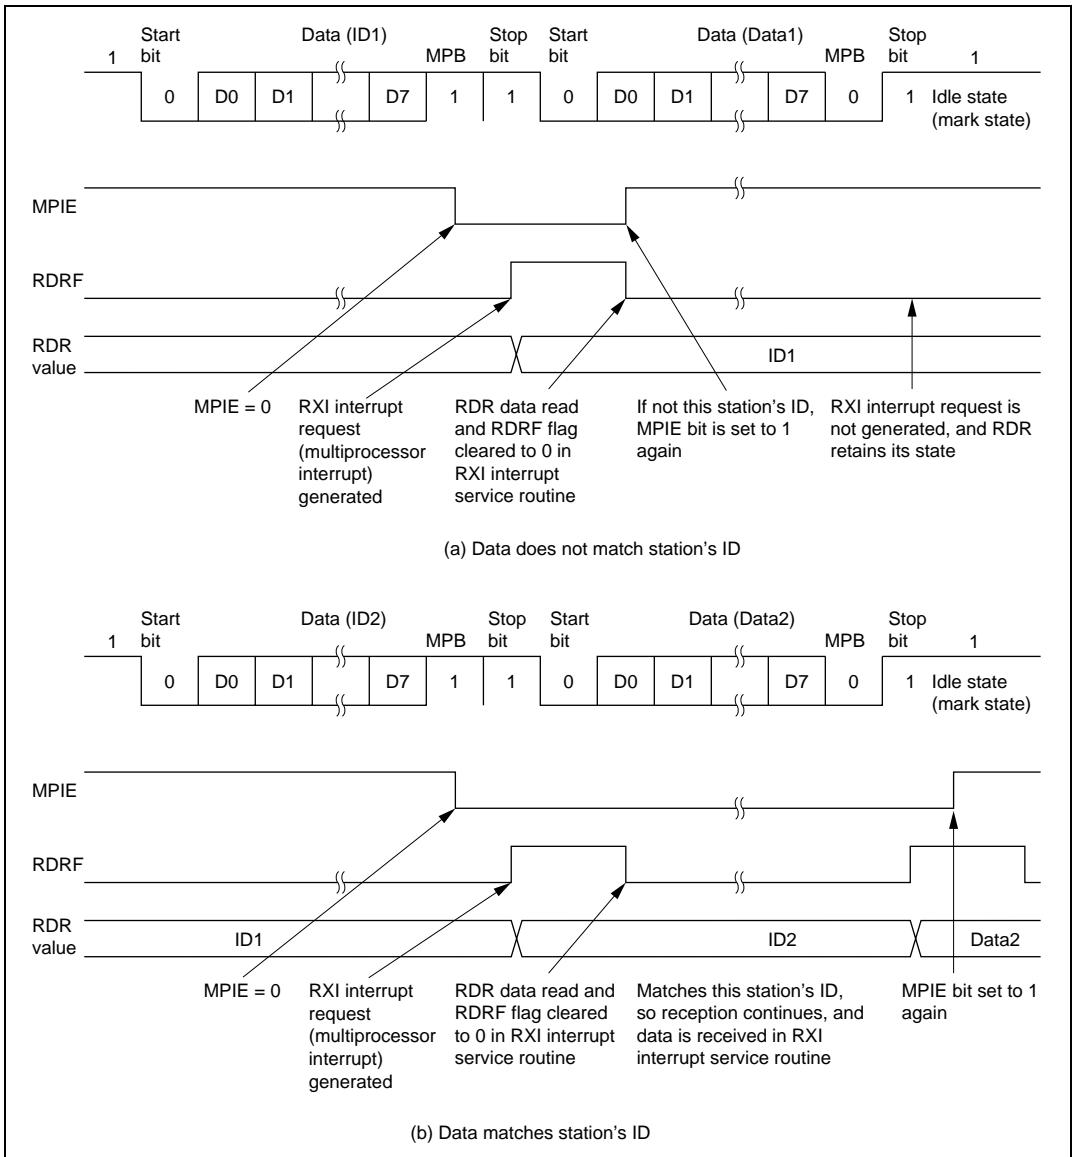 Start Data (ID1) Stop Start Data (Data1) Stop
1 bit MPB bit bit MPB bit 1
0 D0 D1 D7 1 1 0 D0 D1 D7 0 1 Idle state
(mark state)
MPIE
RDRF
RDR
value
ID1
MPIE = 0
RXI interrupt
request
(multiprocessor
interrupt)
generated
RDR data read
and RDRF flag
cleared to 0 in
RXI interrupt
service routine
If not this station's ID,
MPIE bit is set to 1
again
RXI interrupt request is
not generated, and RDR
retains its state
(a) Data does not match station's ID
Start Data (ID2) Stop Start Data (Data2) Stop
1 bit MPB bit bit MPB bit 1
0 D0 D1 D7 1 1 0 D0 D1 D7 0 1 Idle state
(mark state)
MPIE
RDRF
RDR
value
ID1 ID2 Data2
MPIE = 0
RXI interrupt
request
(multiprocessor
interrupt)
generated
RDR data read and
RDRF flag cleared
to 0 in RXI interrupt
service routine
Matches this station's ID,
so reception continues, and
data is received in RXI
interrupt service routine
MPIE bit set to 1
again
(b) Data matches station's ID